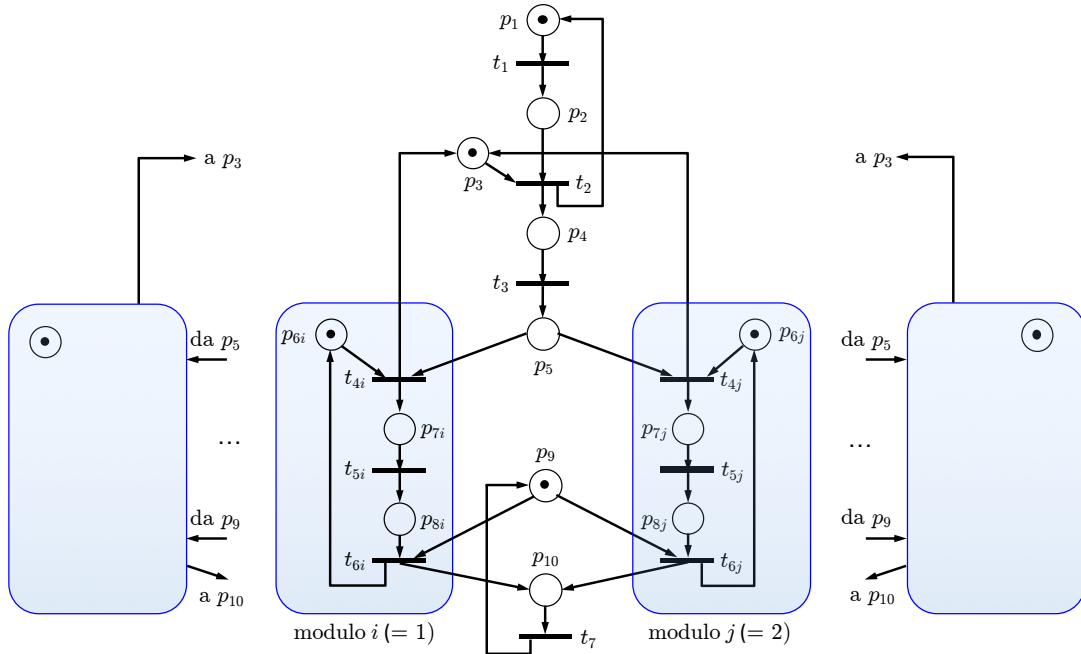 p₁
t₁
p₂
a p₃
a p₃
p₃
t₂
p₄
t₃
p₆ᵢ
p₆ⱼ
da p₅
da p₅
p₅
t₄ᵢ
t₄ⱼ
p₇ᵢ
p₇ⱼ
...
...
p₉
t₅ᵢ
t₅ⱼ
da p₉
p₈ᵢ
p₈ⱼ
da p₉
t₆ᵢ
p₁₀
t₆ⱼ
a p₁₀
a p₁₀
modulo i (= 1)
t₇
modulo j (= 2)